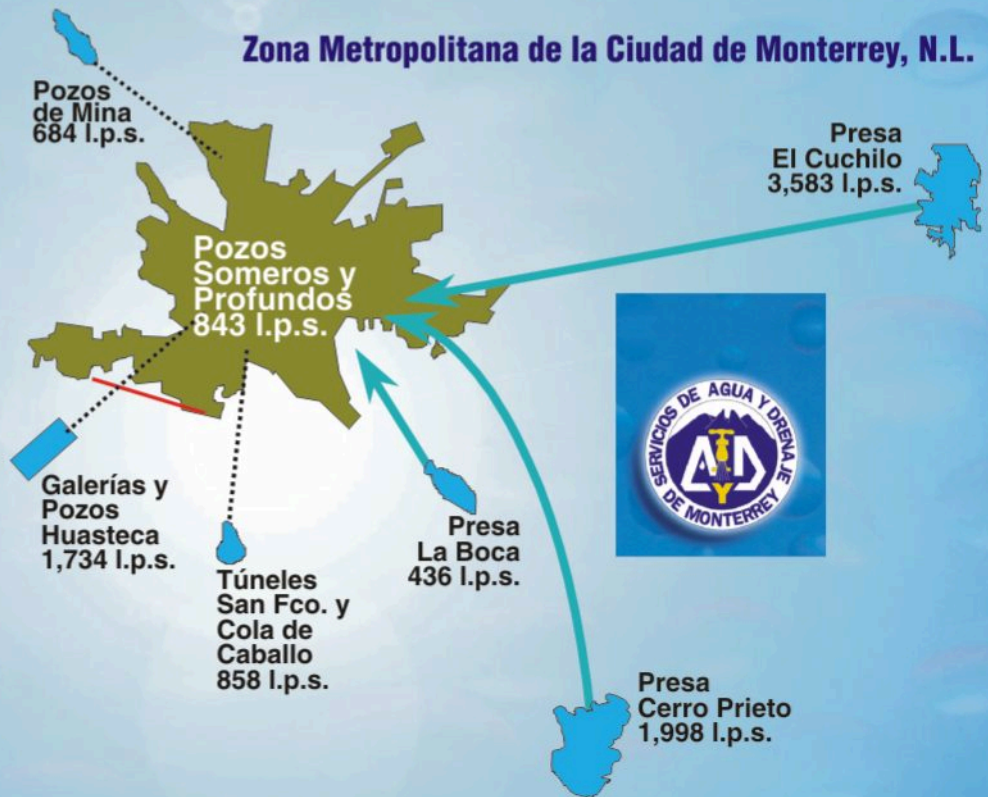 Zona Metropolitana de la Ciudad de Monterrey, N.L.
Pozos
de Mina
684 l.p.s.
Presa
El Cuchilo
3,583 l.p.s.
Pozos
Someros y
Profundos
843 l.p.s.
Galerías y
Pozos
Huasteca
1,734 l.p.s.
Túneles
San Fco. y
Cola de
Caballo
858 l.p.s.
Presa
La Boca
436 l.p.s.
SERVICIOS DE AGUA Y DRENAJE
DE MONTERREY
AYD
Presa
Cerro Prieto
1,998 l.p.s.